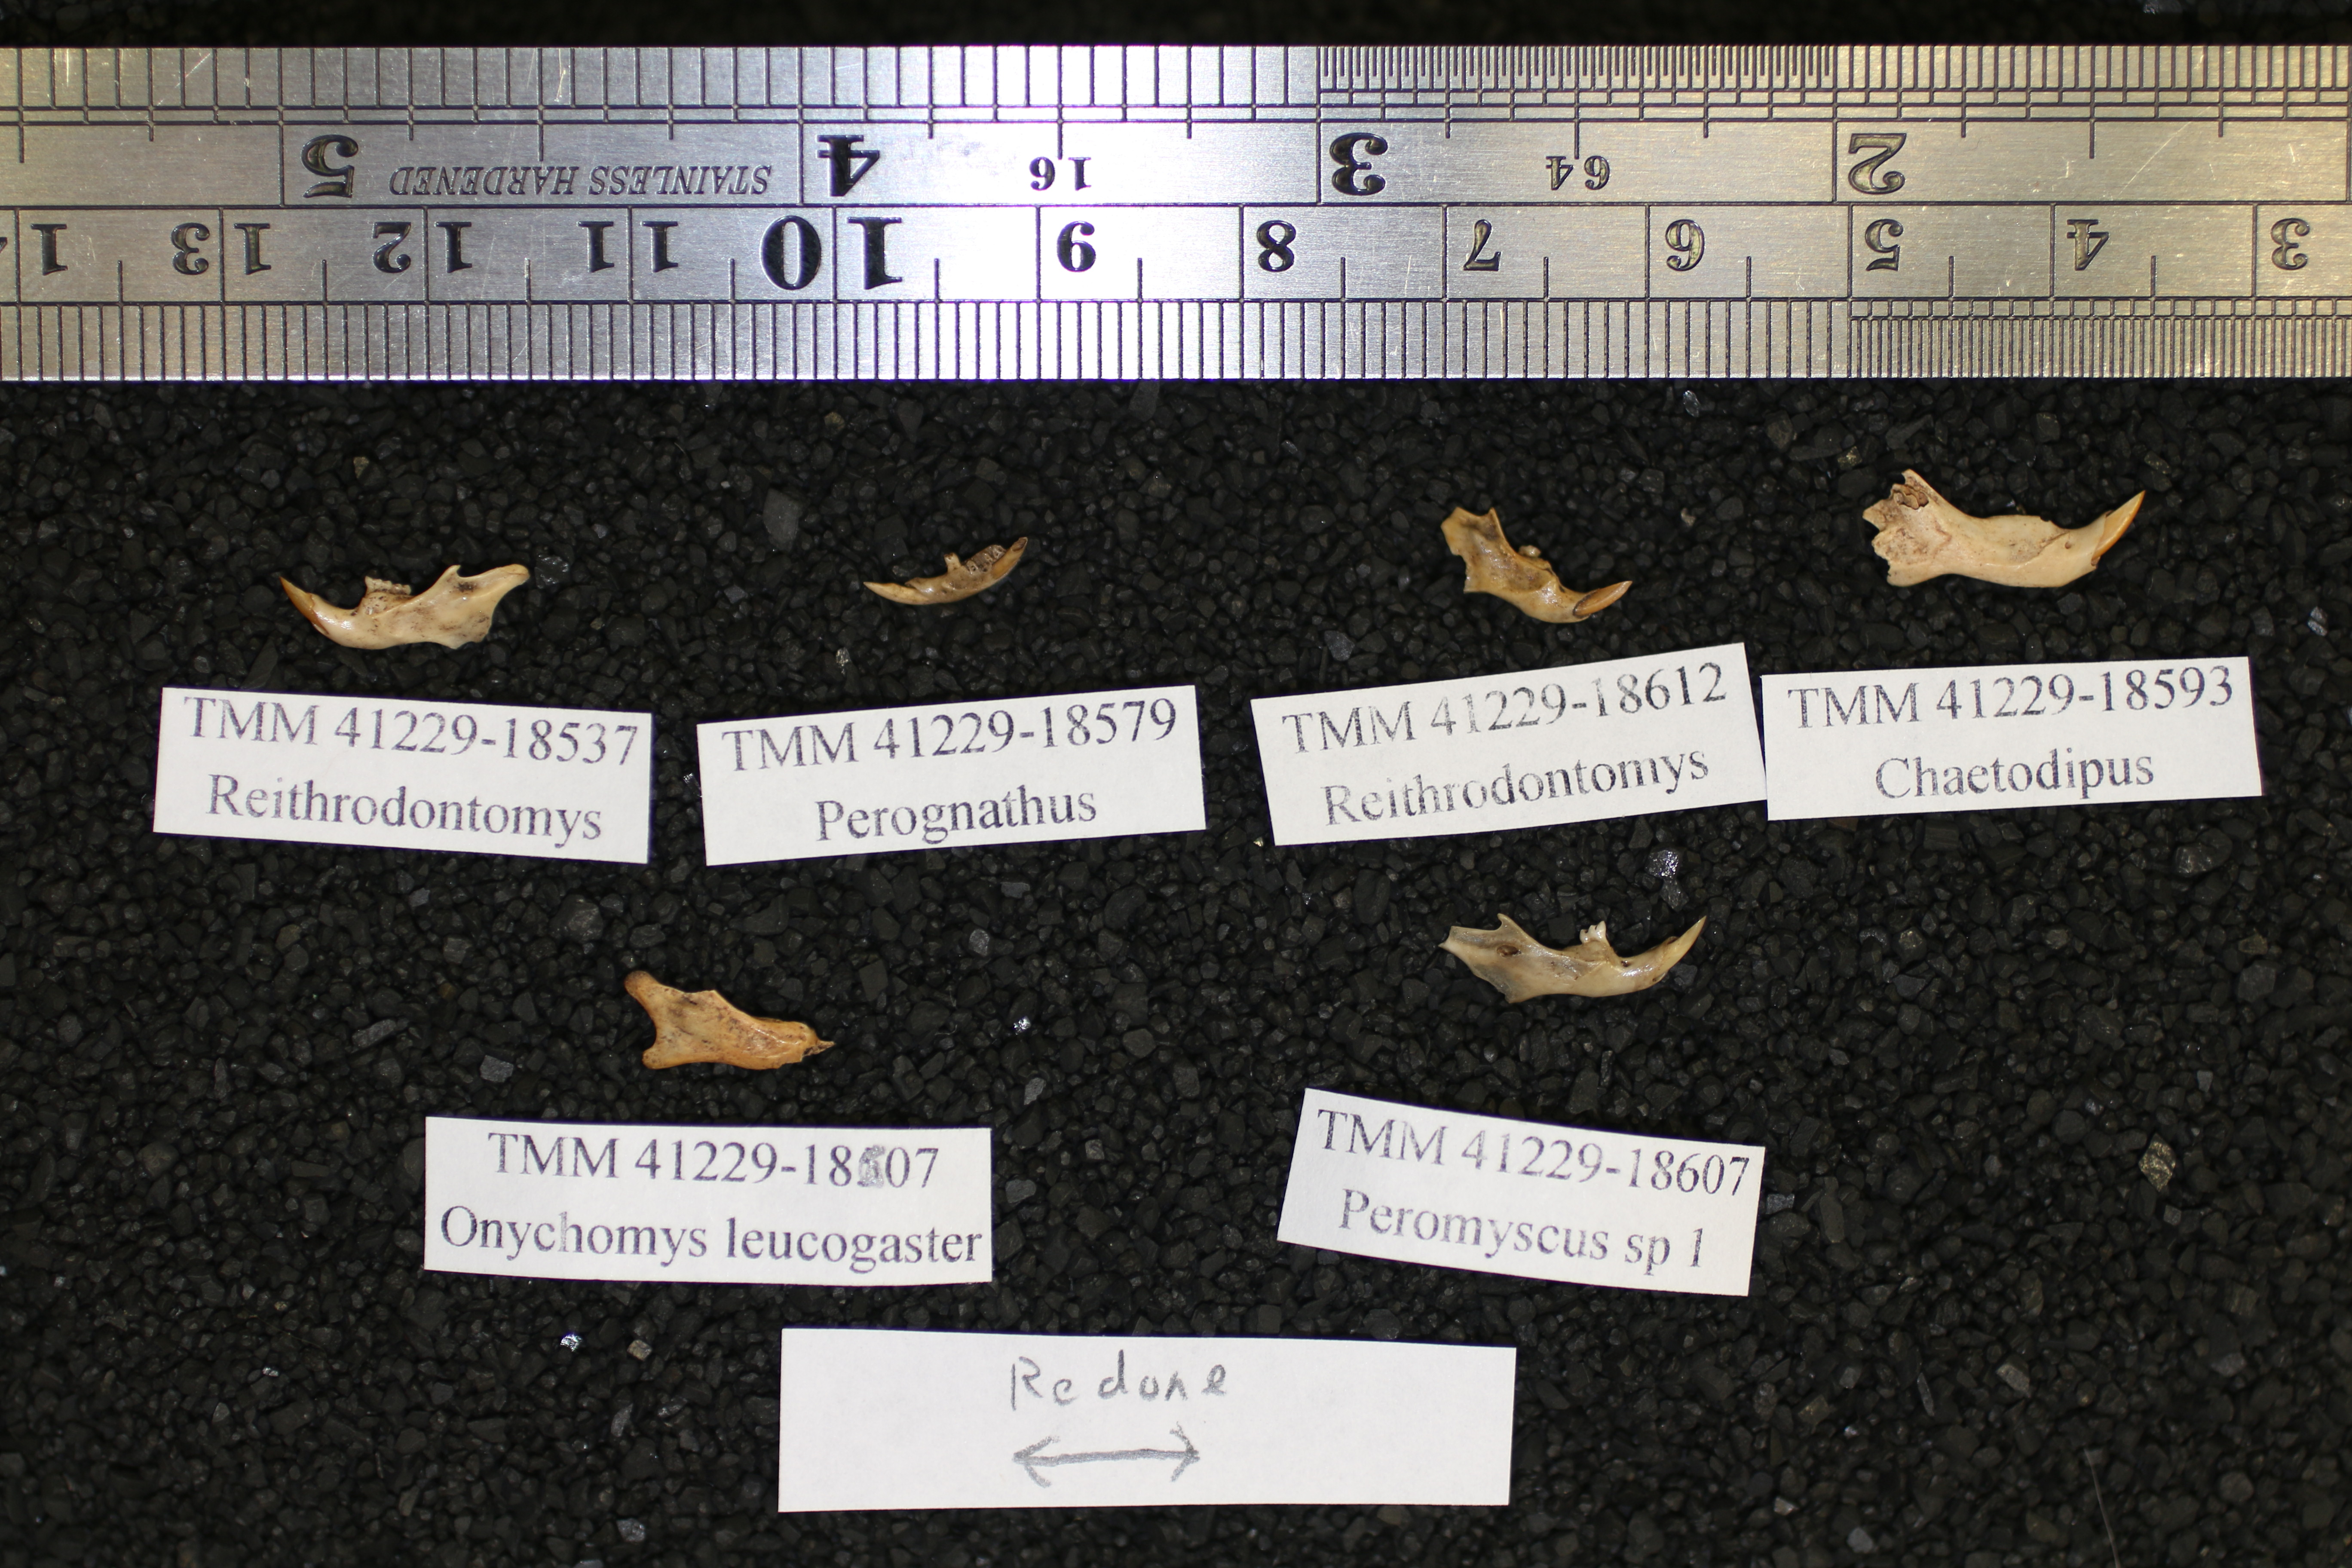 5 STAINLESS HARDENED 4 16 3 64 2
1 13 12 11 10 9 8 7 6 5 4 3
TMM 41229-18537
Reithrodontomys
TMM 41229-18579
Perognathus
TMM 41229-18612
Reithrodontomys
TMM 41229-18593
Chaetodipus
Onychomys leucogaster
TMM 41229-18607
Peromyscus sp 1
Redone